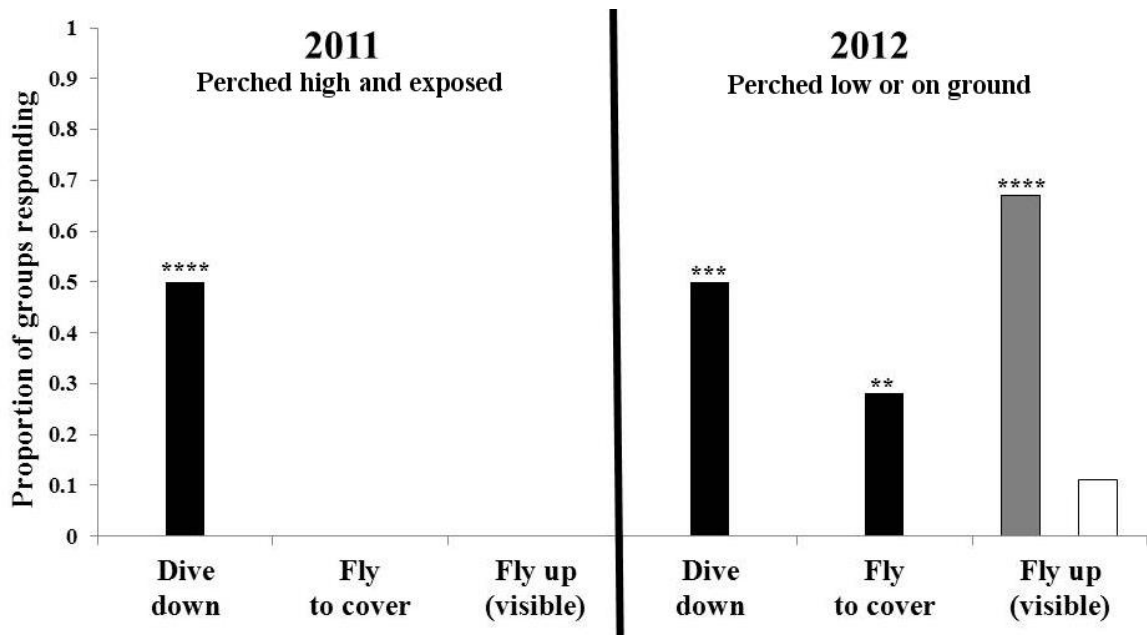 Proportion of groups responding
1
0.9
0.8
0.7
0.6
0.5
0.4
0.3
0.2
0.1
0
2011
Perched high and exposed
****
Dive
down
Fly
to cover
Fly up
(visible)
2012
Perched low or on ground
***
**
****
Dive
down
Fly
to cover
Fly up
(visible)